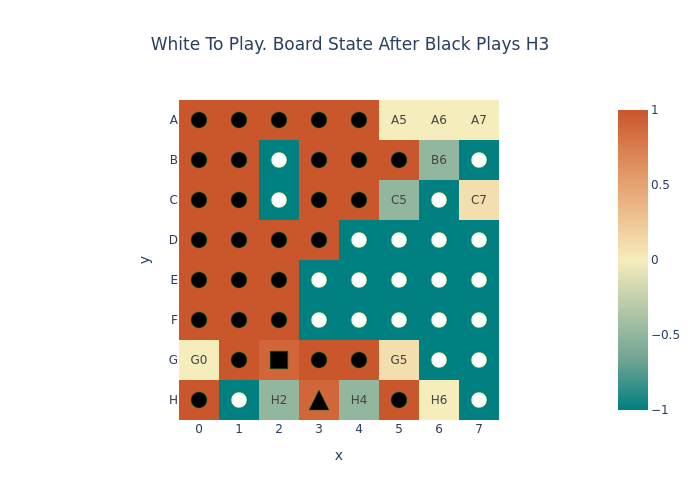 White To Play. Board State After Black Plays H3
A A5 A6 A7
B B6
C C5 C7
D
E
F
G G0 G5
H H2 H4 H6
0 1 2 3 4 5 6 7
x
y
1
0.5
0
−0.5
−1